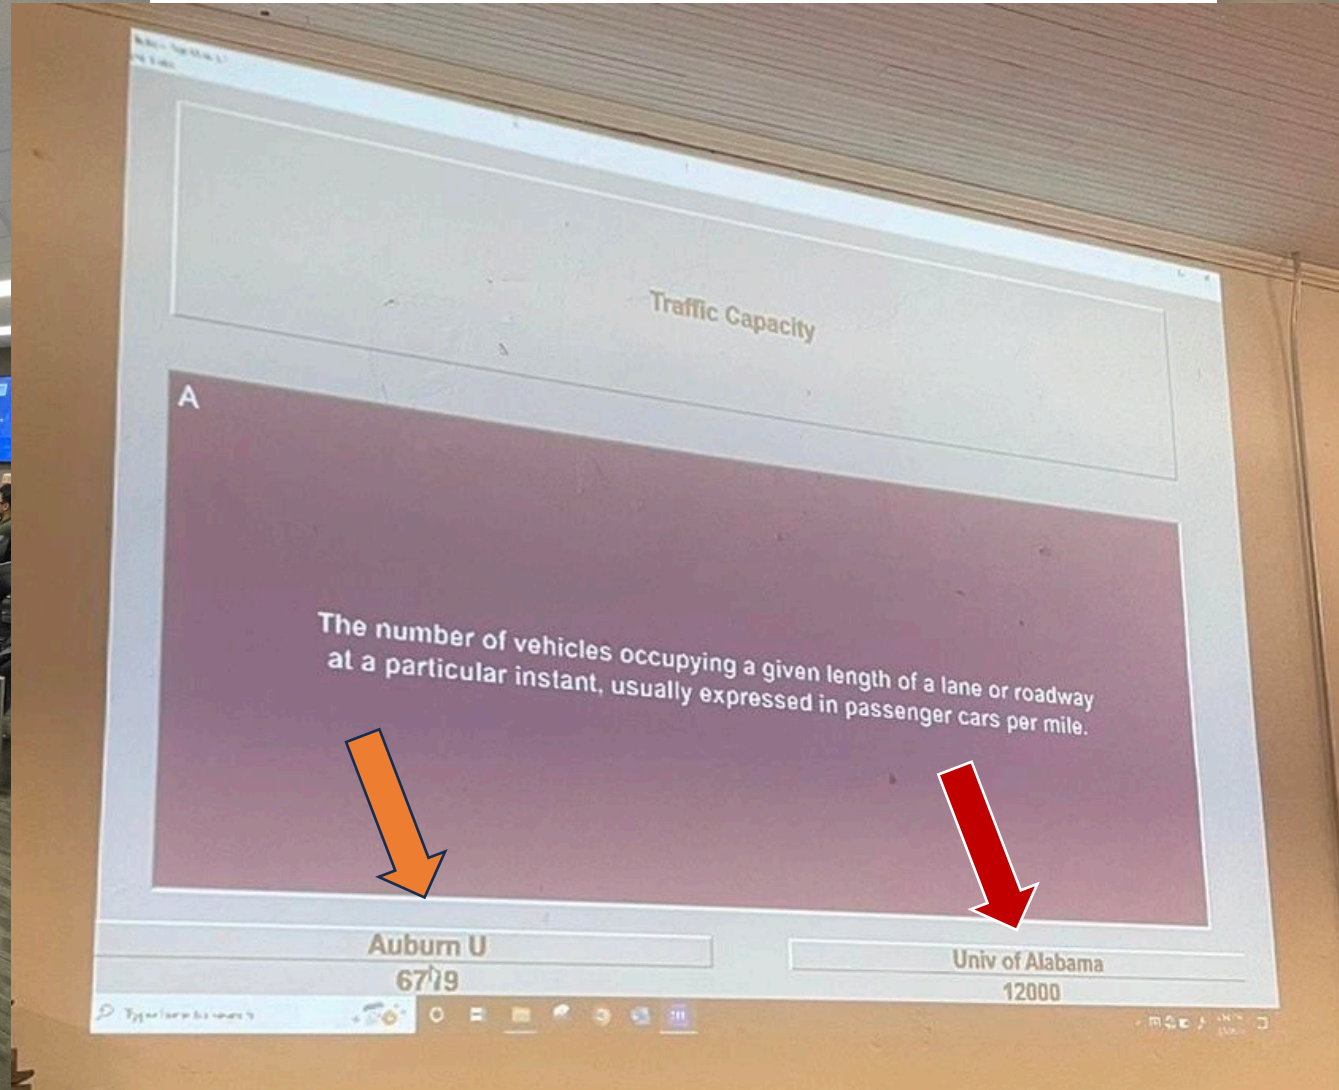 Traffic Capacity
A
The number of vehicles occupying a given length of a lane or roadway
at a particular instant, usually expressed in passenger cars per mile.
Auburn U
Univ of Alabama
12000